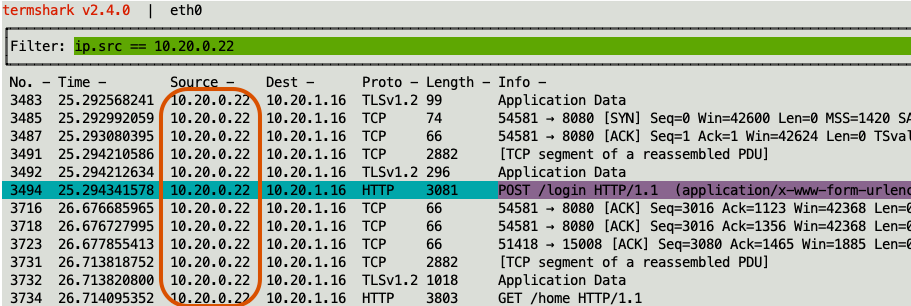 termshark v2.4.0 | eth0
Filter: ip.src == 10.20.0.22
No. - Time - Source - Dest - Proto - Length - Info -
3483 25.292568241 10.20.0.22 10.20.1.16 TLSv1.2 99 Application Data
3485 25.292992059 10.20.0.22 10.20.1.16 TCP 74 54581 → 8080 [SYN] Seq=0 Win=42600 Len=0 MSS=1420 SA
3487 25.293080395 10.20.0.22 10.20.1.16 TCP 66 54581 → 8080 [ACK] Seq=1 Ack=1 Win=42624 Len=0 TSval
3491 25.294210586 10.20.0.22 10.20.1.16 TCP 2882 [TCP segment of a reassembled PDU]
3492 25.294212634 10.20.0.22 10.20.1.16 TLSv1.2 296 Application Data
3494 25.294341578 10.20.0.22 10.20.1.16 HTTP 3081 POST /login HTTP/1.1 (application/x-www-form-urlenc
3716 26.676685965 10.20.0.22 10.20.1.16 TCP 66 54581 → 8080 [ACK] Seq=3016 Ack=1123 Win=42368 Len=0
3718 26.676727995 10.20.0.22 10.20.1.16 TCP 66 54581 → 8080 [ACK] Seq=3016 Ack=1356 Win=42368 Len=0
3723 26.677855413 10.20.0.22 10.20.1.16 TCP 66 51418 → 15008 [ACK] Seq=3080 Ack=1465 Win=1885 Len=0
3731 26.713818752 10.20.0.22 10.20.1.16 TCP 2882 [TCP segment of a reassembled PDU]
3732 26.713820800 10.20.0.22 10.20.1.16 TLSv1.2 1018 Application Data
3734 26.714095352 10.20.0.22 10.20.1.16 HTTP 3803 GET /home HTTP/1.1